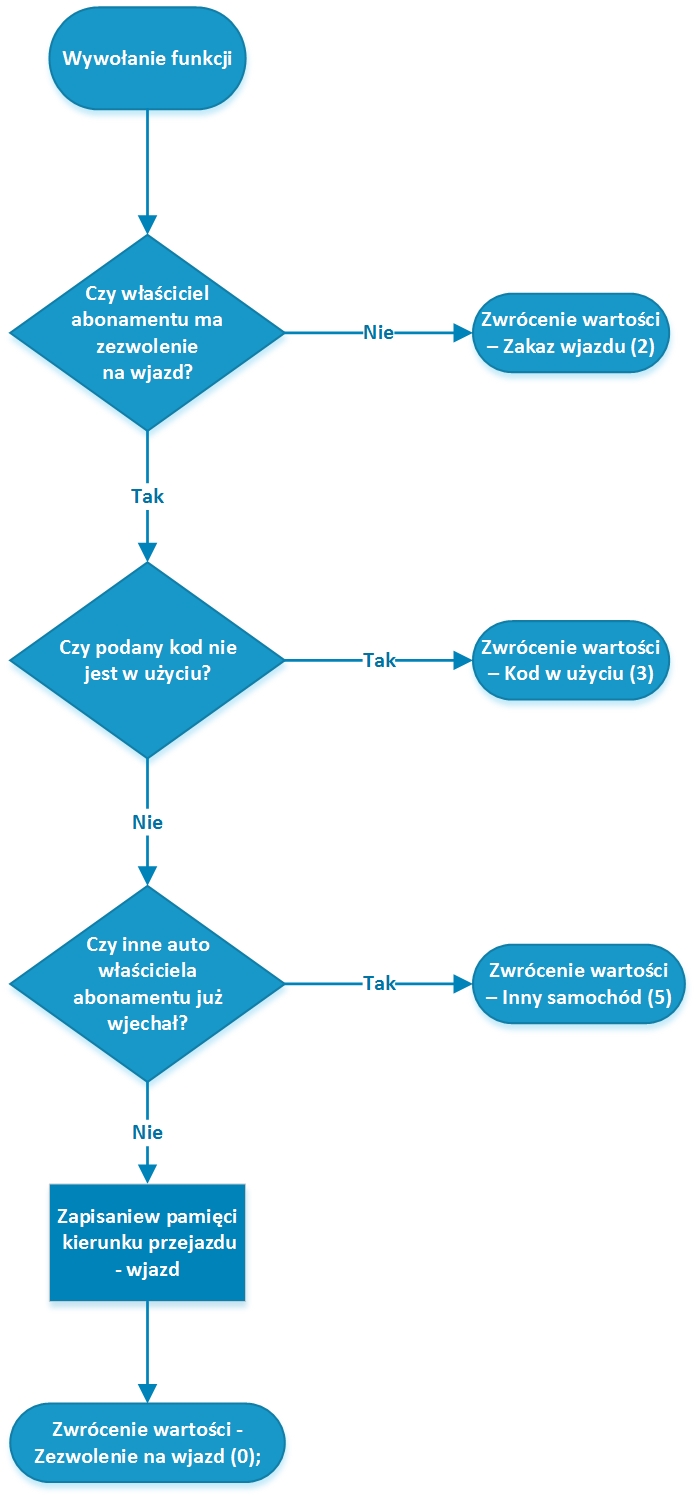 Wywołanie funkcji
Czy właściciel
abonamentu ma
zezwolenie
na wjazd?
Nie
Zwrócenie wartości
– Zakaz wjazdu (2)
Tak
Czy podany kod nie
jest w użyciu?
Tak
Zwrócenie wartości
– Kod w użyciu (3)
Nie
Czy inne auto
właściciela
abonamentu już
wjechał?
Tak
Zwrócenie wartości
– Inny samochód (5)
Nie
Zapisaniew pamięci
kierunku przejazdu
- wjazd
Zwrócenie wartości -
Zezwolenie na wjazd (0);